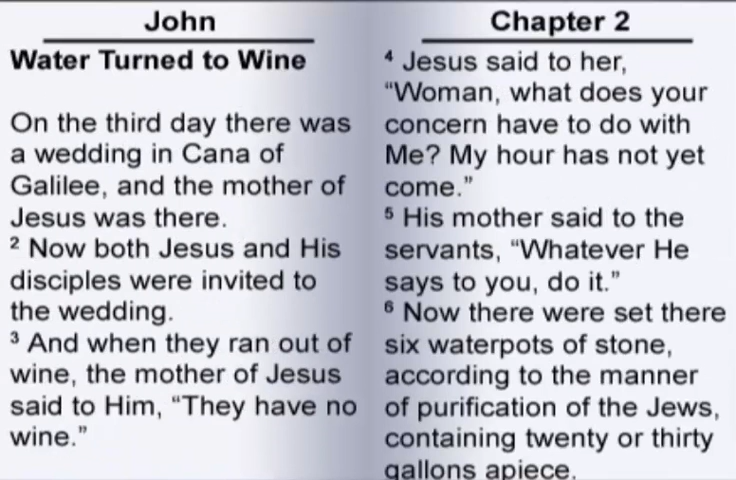 John
Water Turned to Wine
On the third day there was
a wedding in Cana of
Galilee, and the mother of
Jesus was there.
² Now both Jesus and His
disciples were invited to
the wedding.
³ And when they ran out of
wine, the mother of Jesus
said to Him, “They have no
wine.”
Chapter 2
⁴ Jesus said to her,
“Woman, what does your
concern have to do with
Me? My hour has not yet
come.”
⁵ His mother said to the
servants, “Whatever He
says to you, do it.”
⁶ Now there were set there
six waterpots of stone,
according to the manner
of purification of the Jews,
containing twenty or thirty
gallons apiece.